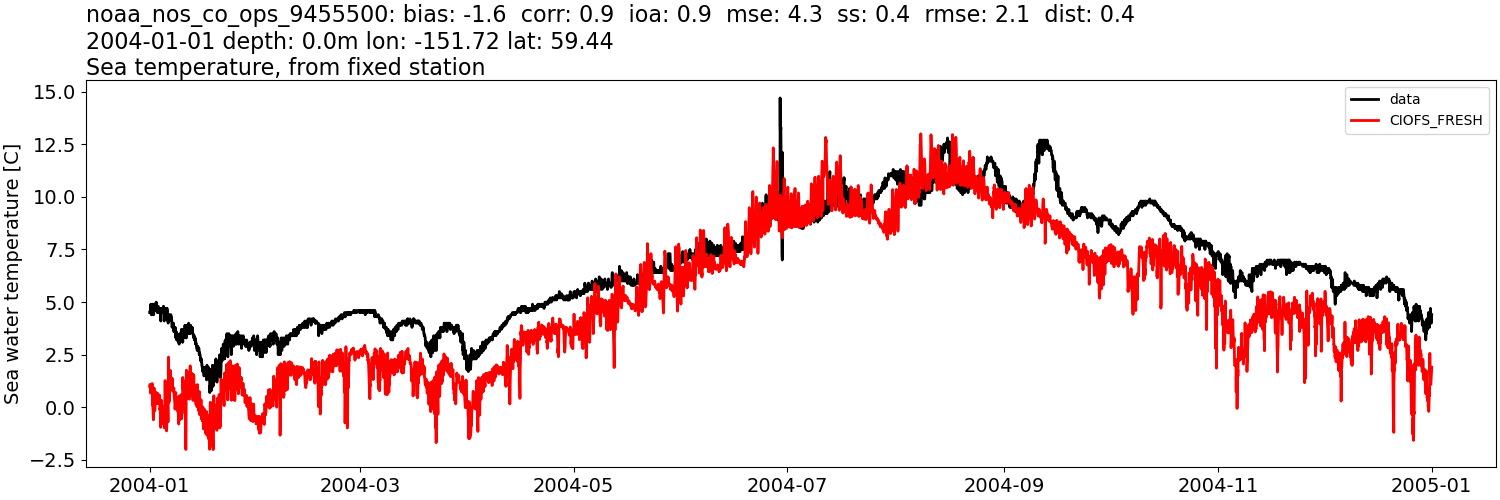 noaa_nos_co_ops_9455500: bias: -1.6  corr: 0.9  ioa: 0.9  mse: 4.3  ss: 0.4  rmse: 2.1  dist: 0.4
2004-01-01 depth: 0.0m lon: -151.72 lat: 59.44
Sea temperature, from fixed station
15.0
12.5
10.0
7.5
5.0
2.5
0.0
−2.5
Sea water temperature [C]
data
CIOFS_FRESH
2004-01 2004-03 2004-05 2004-07 2004-09 2004-11 2005-01